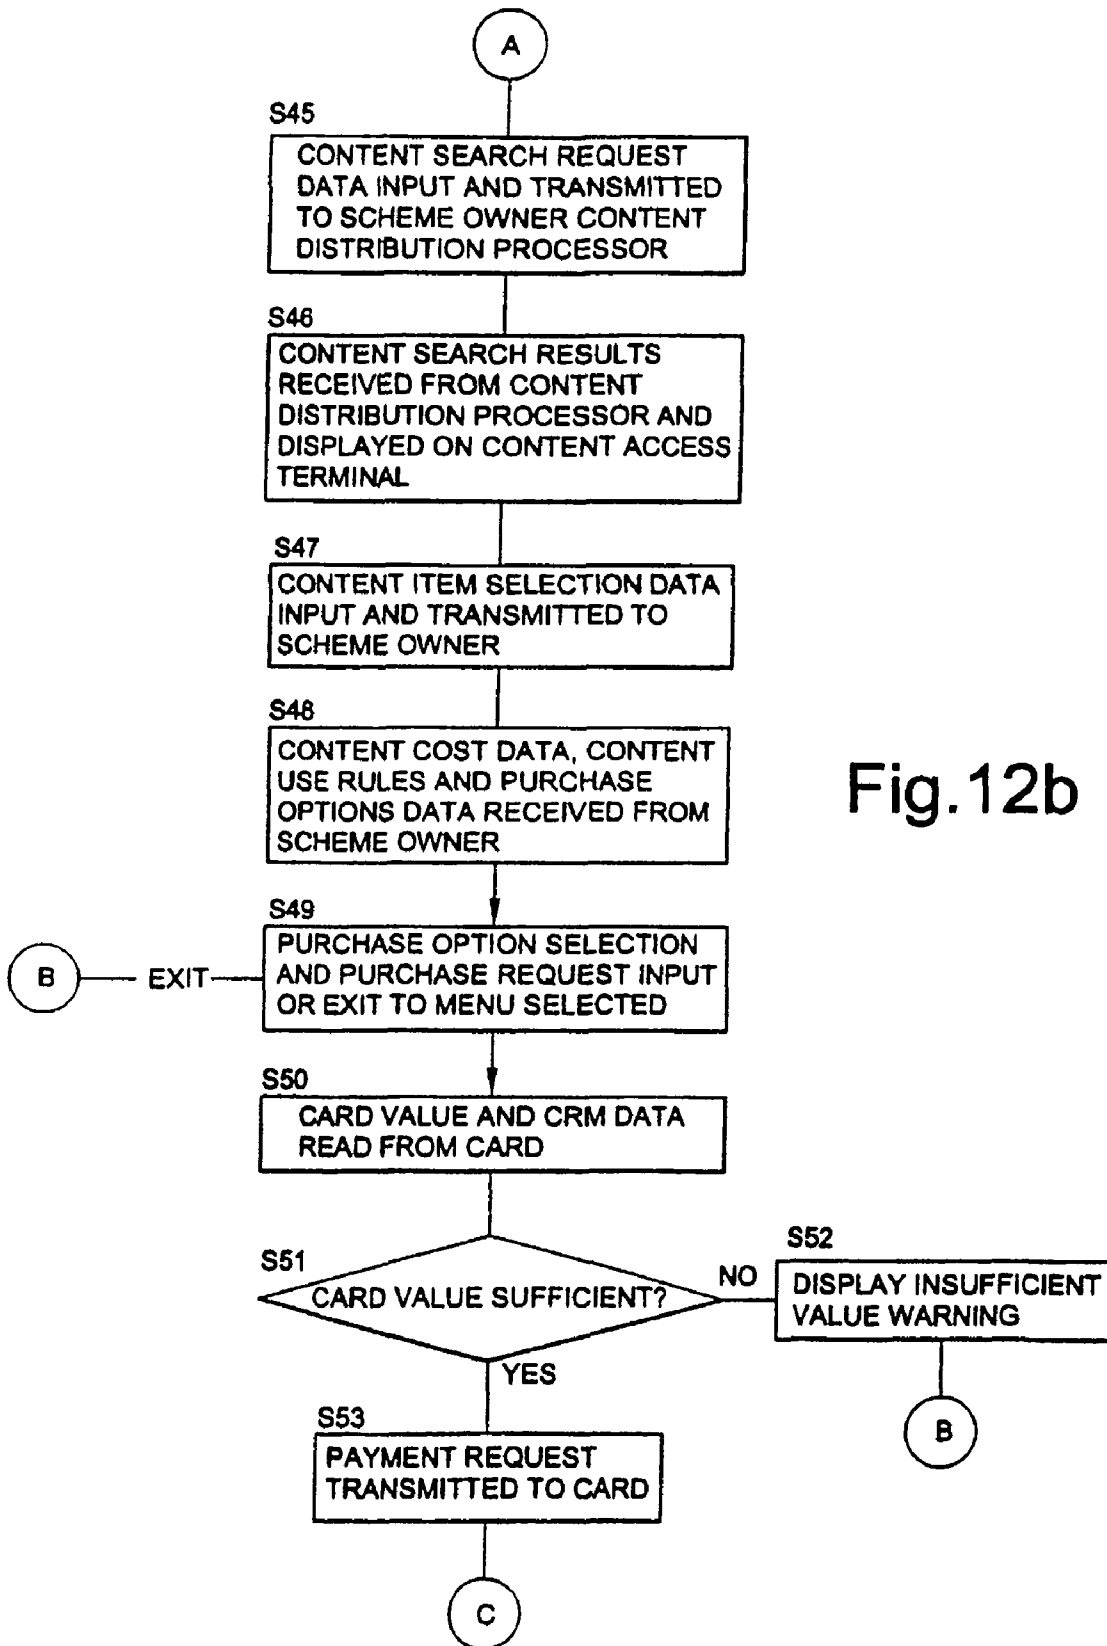 A
S45
CONTENT SEARCH REQUEST
DATA INPUT AND TRANSMITTED
TO SCHEME OWNER CONTENT
DISTRIBUTION PROCESSOR
S46
CONTENT SEARCH RESULTS
RECEIVED FROM CONTENT
DISTRIBUTION PROCESSOR AND
DISPLAYED ON CONTENT ACCESS
TERMINAL
S47
CONTENT ITEM SELECTION DATA
INPUT AND TRANSMITTED TO
SCHEME OWNER
S48
CONTENT COST DATA, CONTENT
USE RULES AND PURCHASE
OPTIONS DATA RECEIVED FROM
SCHEME OWNER
Fig.12b
S49
PURCHASE OPTION SELECTION
AND PURCHASE REQUEST INPUT
OR EXIT TO MENU SELECTED
B
EXIT
S50
CARD VALUE AND CRM DATA
READ FROM CARD
S51
CARD VALUE SUFFICIENT?
NO
S52
DISPLAY INSUFFICIENT
VALUE WARNING
B
YES
S53
PAYMENT REQUEST
TRANSMITTED TO CARD
C